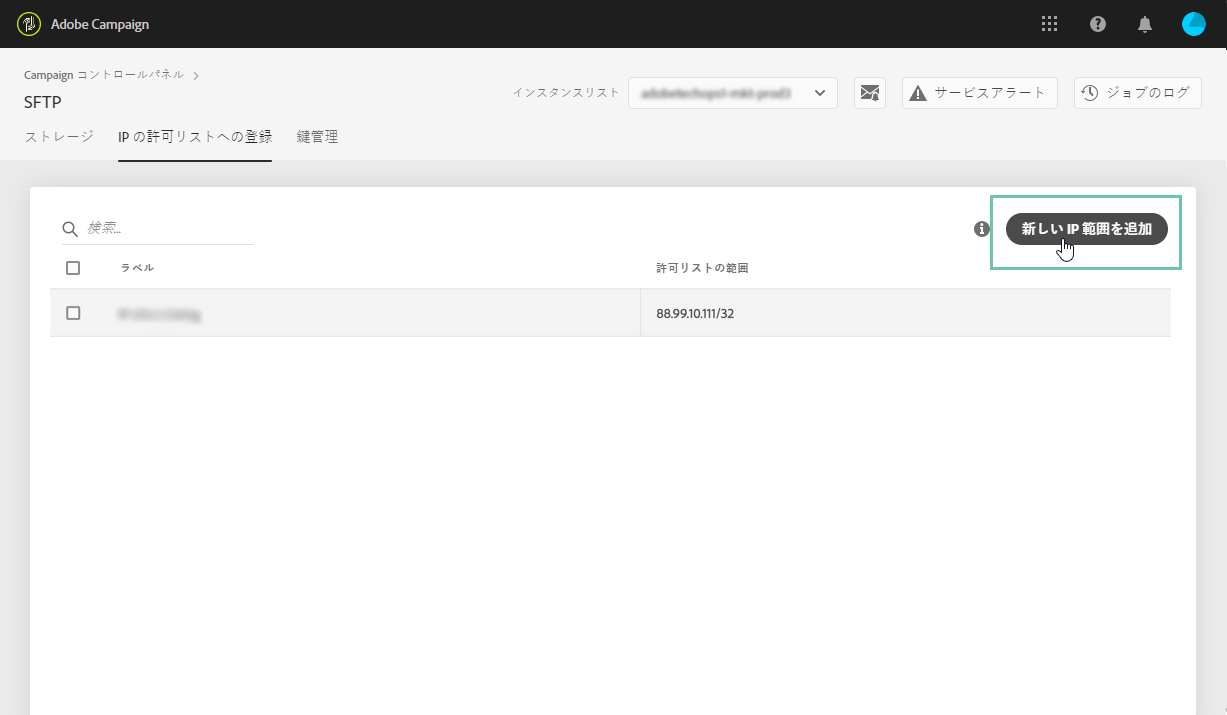 Adobe Campaign
Campaign コントロールパネル
SFTP
インスタンスリスト
サービスアラート
ジョブのログ
ストレージ IP の許可リストへの登録 鍵管理
検索...
新しい IP 範囲を追加
ラベル 許可リストの範囲
88.99.10.111/32